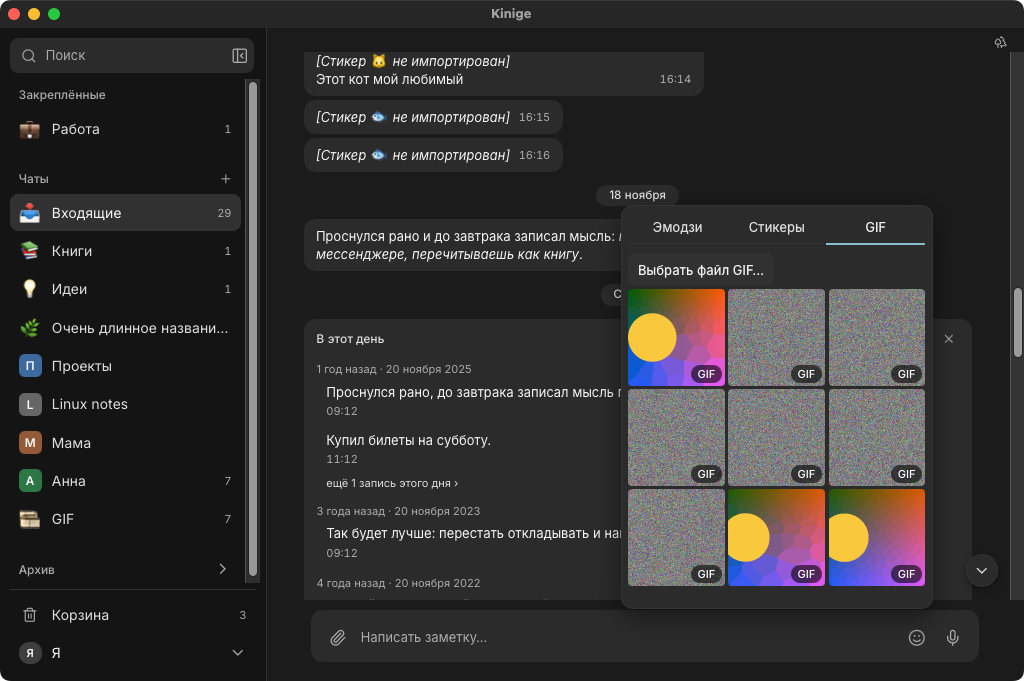 Kinige
Поиск
Закреплённые
Работа 1
Чаты
Входящие 29
Книги 1
Идеи 1
Очень длинное названи...
П Проекты
L Linux notes
М Мама
А Анна 7
GIF 7
Архив
Корзина 3
Я Я
[Стикер 🐱 не импортирован]
Этот кот мой любимый 16:14
[Стикер 🐟 не импортирован] 16:15
[Стикер 🐟 не импортирован] 16:16
18 ноября
Проснулся рано и до завтрака записал мысль:
мессенджере, перечитываешь как книгу.
В этот день
1 год назад · 20 ноября 2025
Проснулся рано, до завтрака записал мысль
09:12
Купил билеты на субботу.
11:12
ещё 1 запись этого дня ›
3 года назад · 20 ноября 2023
Так будет лучше: перестать откладывать и
09:12
4 года назад · 20 ноября 2022
Эмодзи Стикеры GIF
Выбрать файл GIF...
GIF GIF GIF
GIF GIF GIF
GIF GIF GIF
Написать заметку...